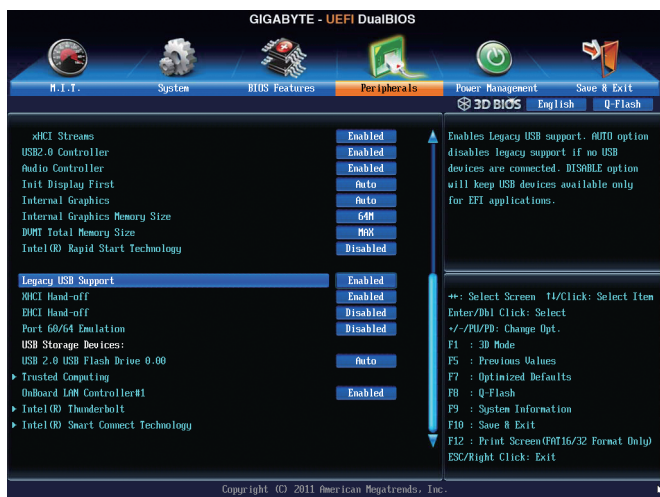 GIGABYTE - UEFI DualBIOS
M.I.T. System BIOS Features Peripherals Power Management Save & Exit
3D BIOS English Q-Flash
xHCI Streams Enabled
USB2.0 Controller Enabled
Audio Controller Enabled
Init Display First Auto
Internal Graphics Auto
Internal Graphics Memory Size 64M
DVMT Total Memory Size MAX
Intel(R) Rapid Start Technology Disabled
Legacy USB Support Enabled
XHCI Hand-off Enabled
EHCI Hand-off Disabled
Port 60/64 Emulation Disabled
USB Storage Devices:
USB 2.0 USB Flash Drive 0.00 Auto
Trusted Computing
OnBoard LAN Controller#1 Enabled
Intel(R) Thunderbolt
Intel(R) Smart Connect Technology
Enables Legacy USB support. AUTO option
disables legacy support if no USB
devices are connected. DISABLE option
will keep USB devices available only
for EFI applications.
→←: Select Screen ↑↓/Click: Select Item
Enter/Dbl Click: Select
+/-/PU/PD: Change Opt.
F1 : 3D Mode
F5 : Previous Values
F7 : Optimized Defaults
F8 : Q-Flash
F9 : System Information
F10 : Save & Exit
F12 : Print Screen(FAT16/32 Format Only)
ESC/Right Click: Exit
Copyright (C) 2011 American Megatrends, Inc.